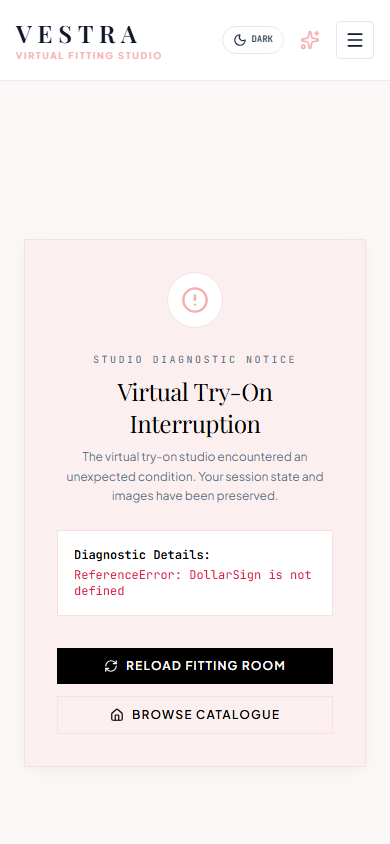 VESTRA
VIRTUAL FITTING STUDIO
DARK
STUDIO DIAGNOSTIC NOTICE
Virtual Try-On
Interruption
The virtual try-on studio encountered an
unexpected condition. Your session state and
images have been preserved.
Diagnostic Details:
ReferenceError: DollarSign is not
defined
RELOAD FITTING ROOM
BROWSE CATALOGUE